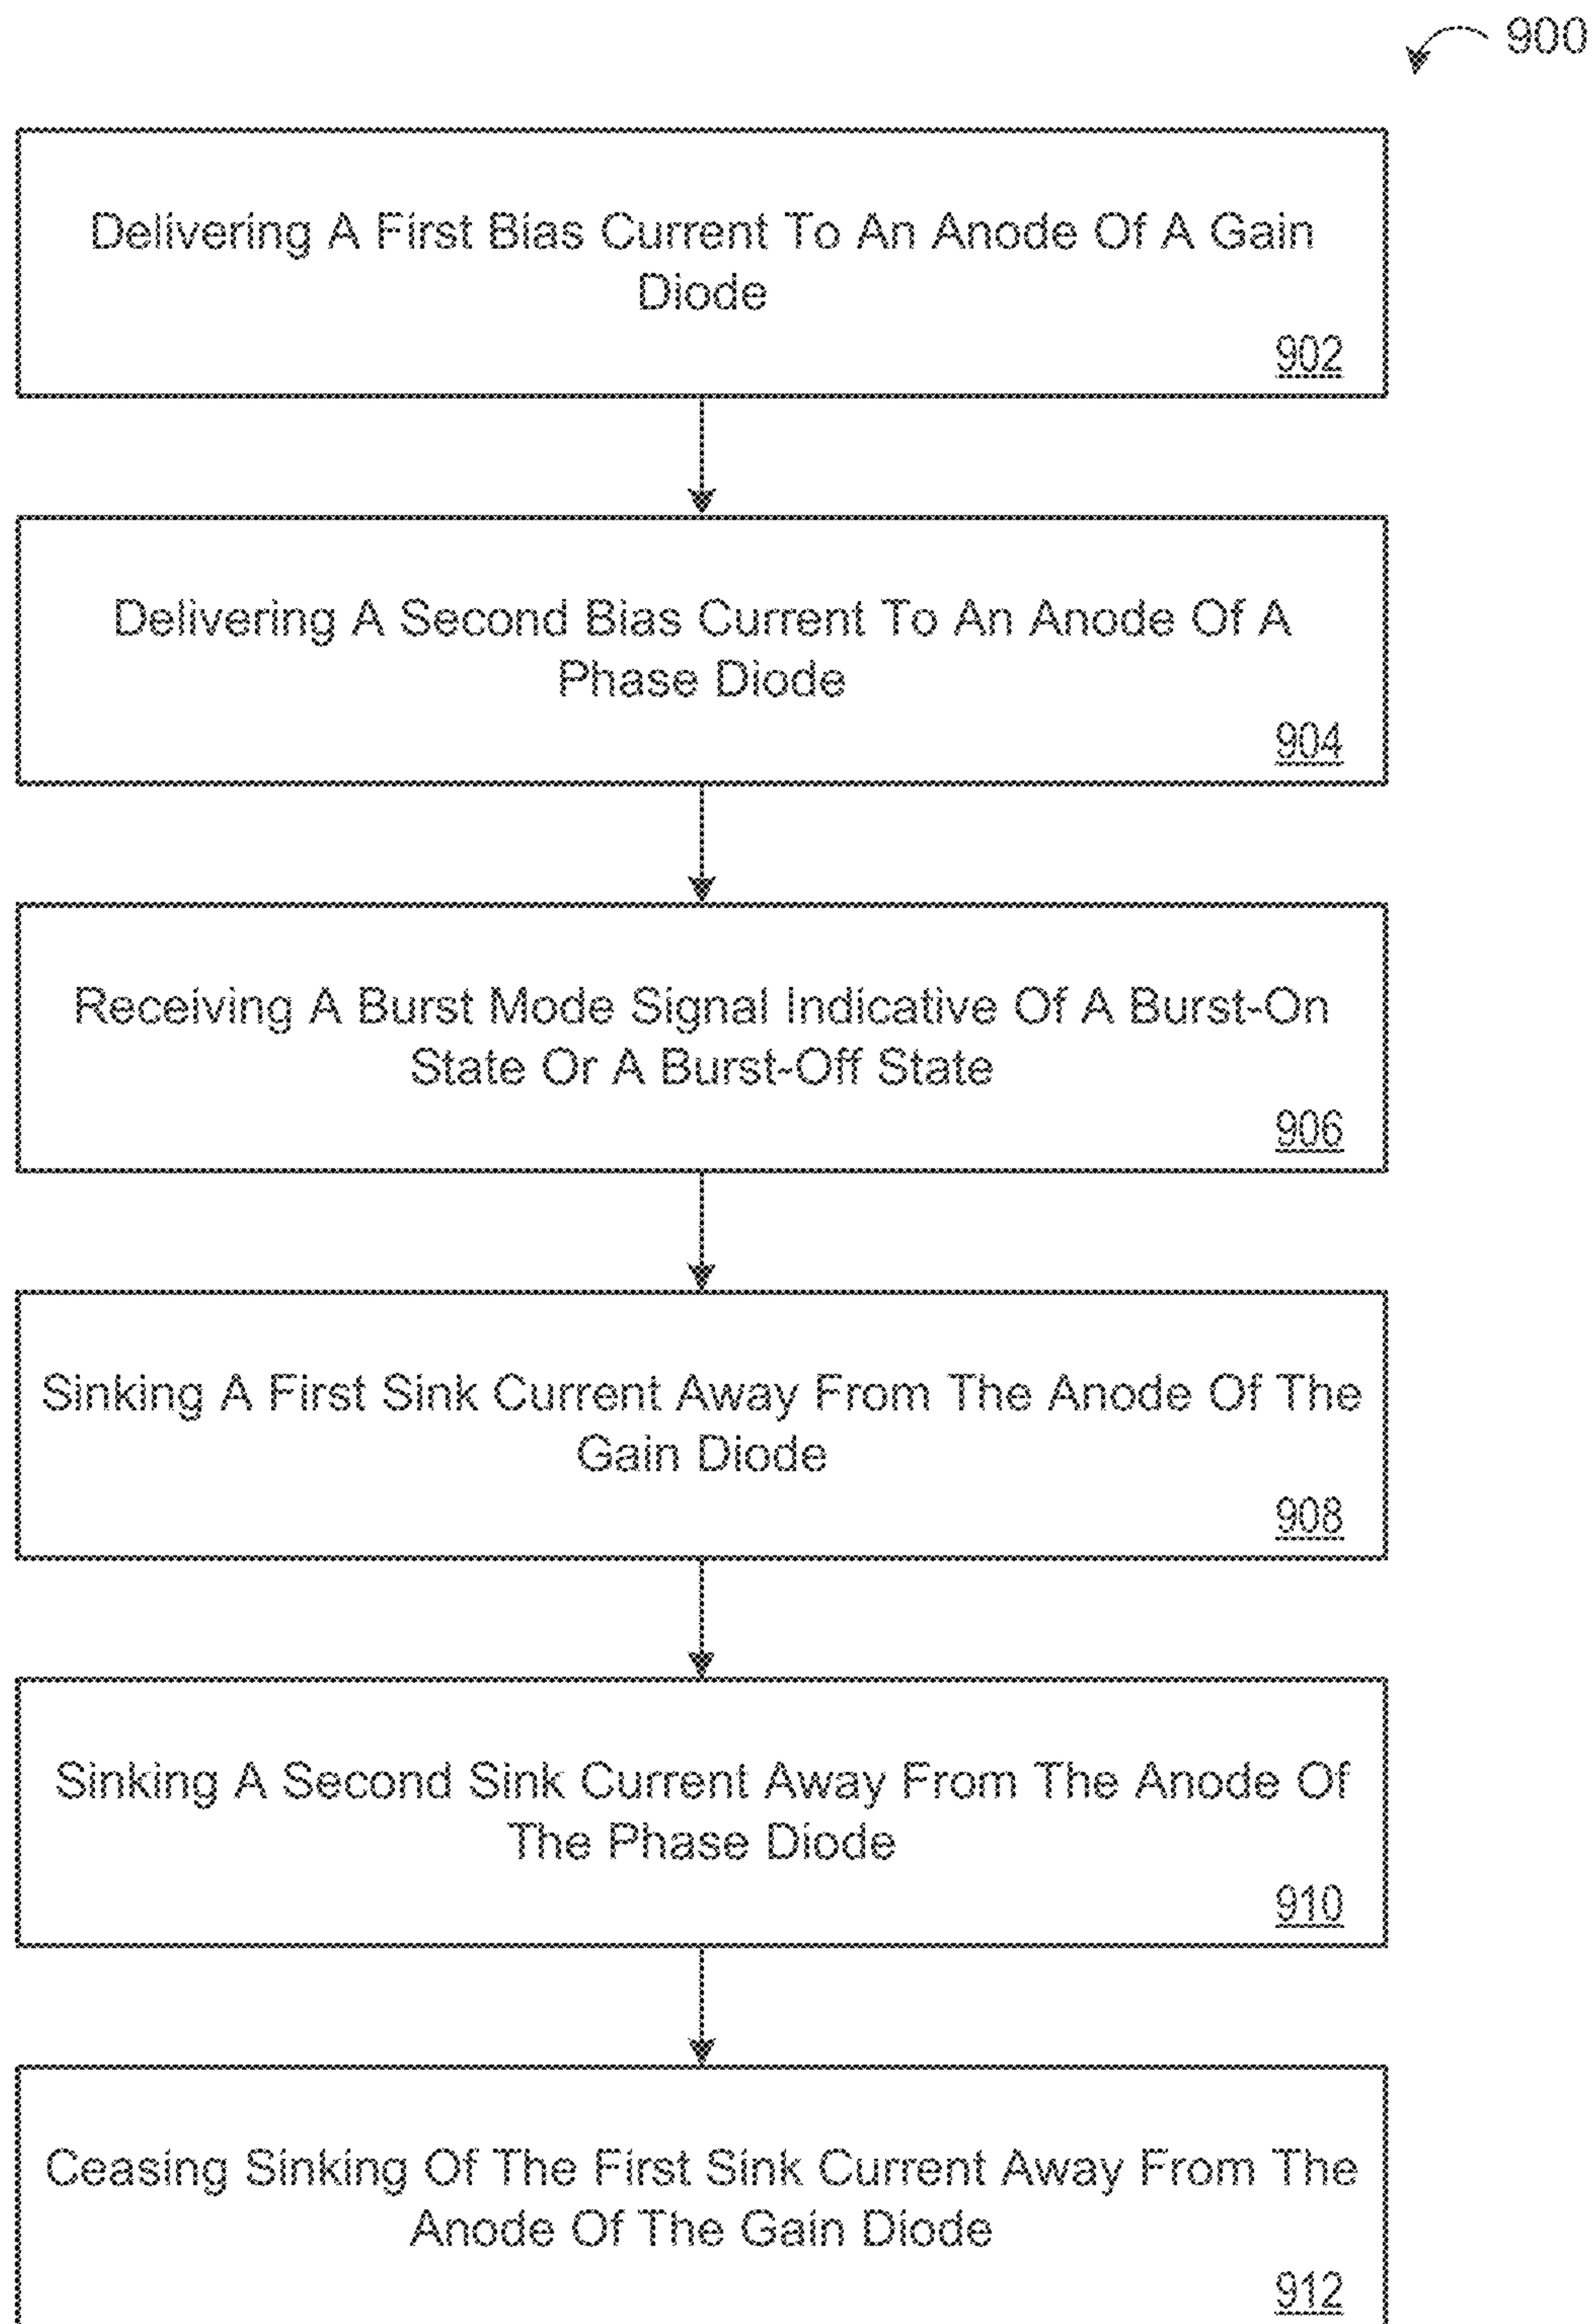 900
Delivering A First Bias Current To An Anode Of A Gain
Diode
902
Delivering A Second Bias Current To An Anode Of A
Phase Diode
904
Receiving A Burst Mode Signal Indicative Of A Burst-On
State Or A Burst-Off State
906
Sinking A First Sink Current Away From The Anode Of The
Gain Diode
908
Sinking A Second Sink Current Away From The Anode Of
The Phase Diode
910
Ceasing Sinking Of The First Sink Current Away From The
Anode Of The Gain Diode
912